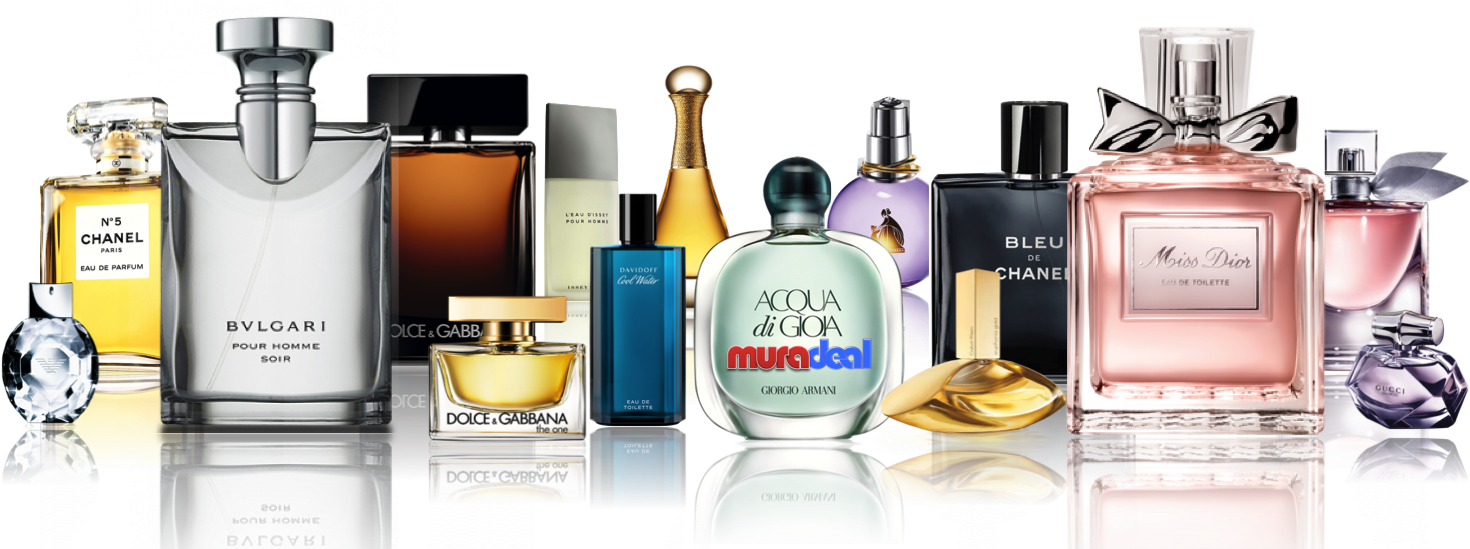 N°5
CHANEL
PARIS
EAU DE PARFUM
BVLGARI
POUR HOMME
SOIR
DOLCE & GABBA
DOLCE & GABBANA
the one
L'EAU D'ISSEY
POUR HOMME
ISSEY
DAVIDOFF
Cool Water
EAU DE
TOILETTE
ACQUA
di GIOIA
muradeal
GIORGIO ARMANI
BLEU
DE
CHANEL
Miss Dior
EAU DE TOILETTE
GUCCI